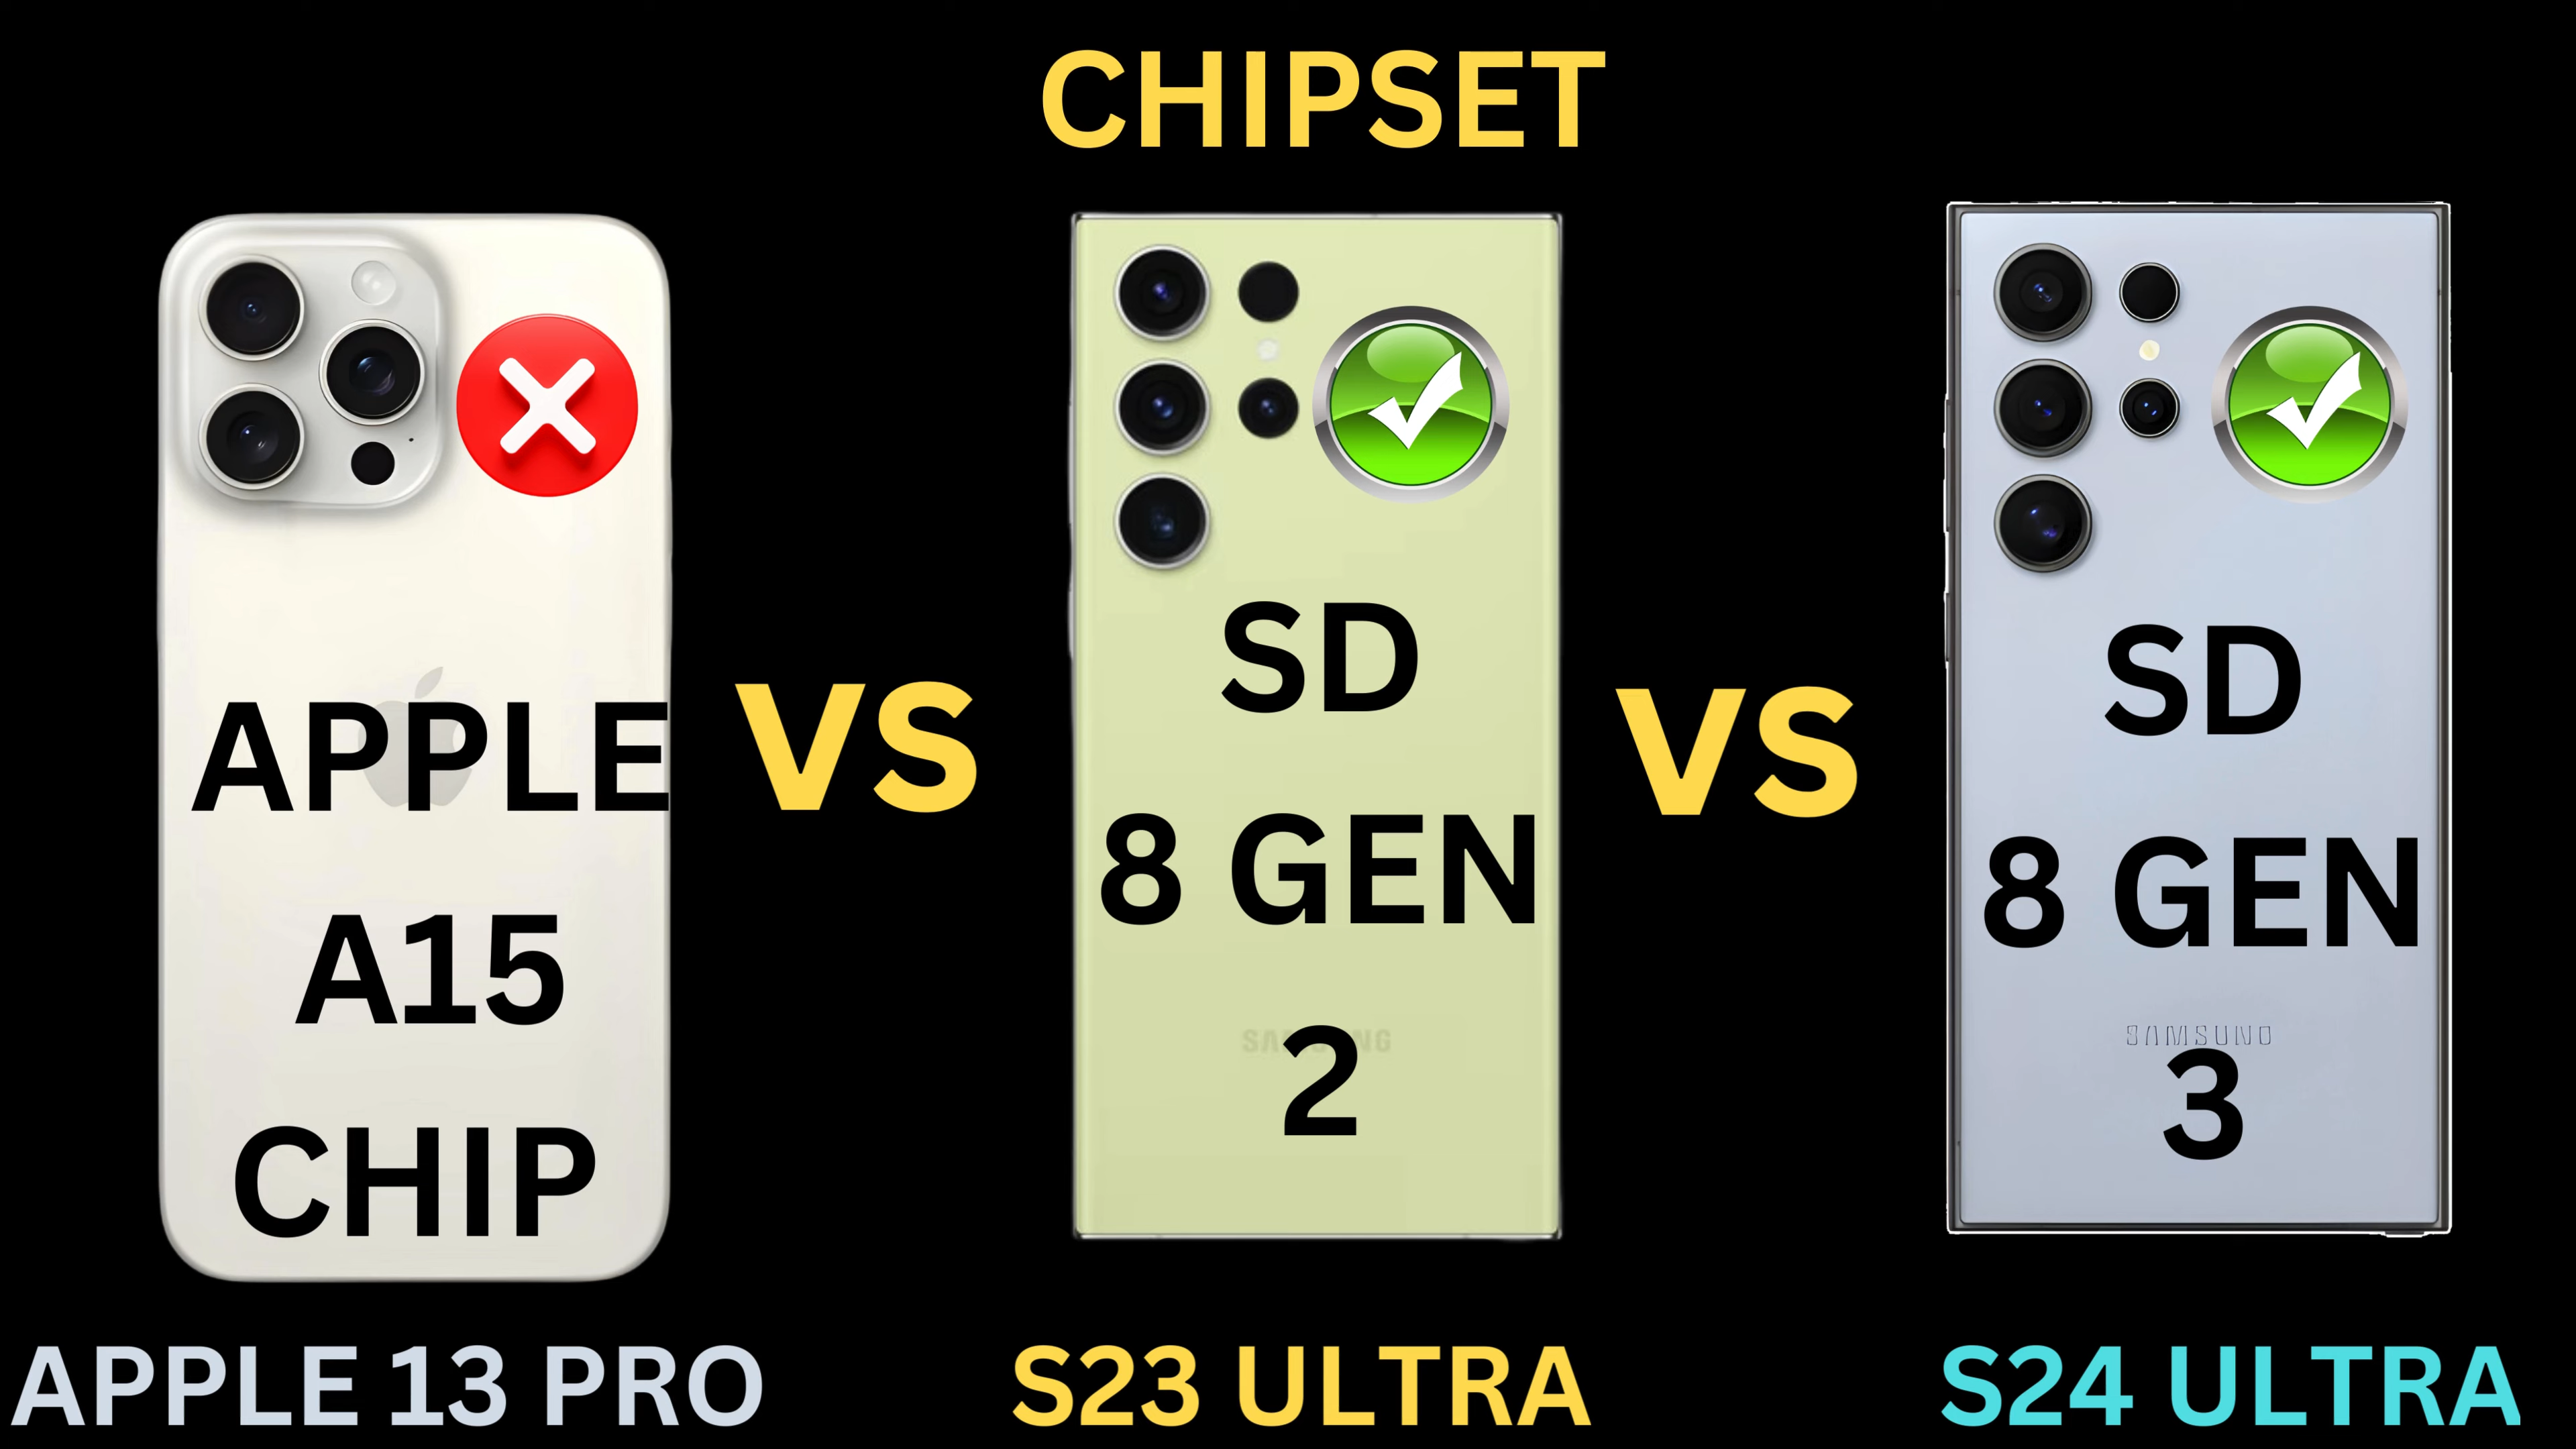 CHIPSET
APPLE
A15
CHIP
VS
SD
8 GEN
2
SAMSUNG
VS
SD
8 GEN
3
SAMSUNG
APPLE 13 PRO
S23 ULTRA
S24 ULTRA